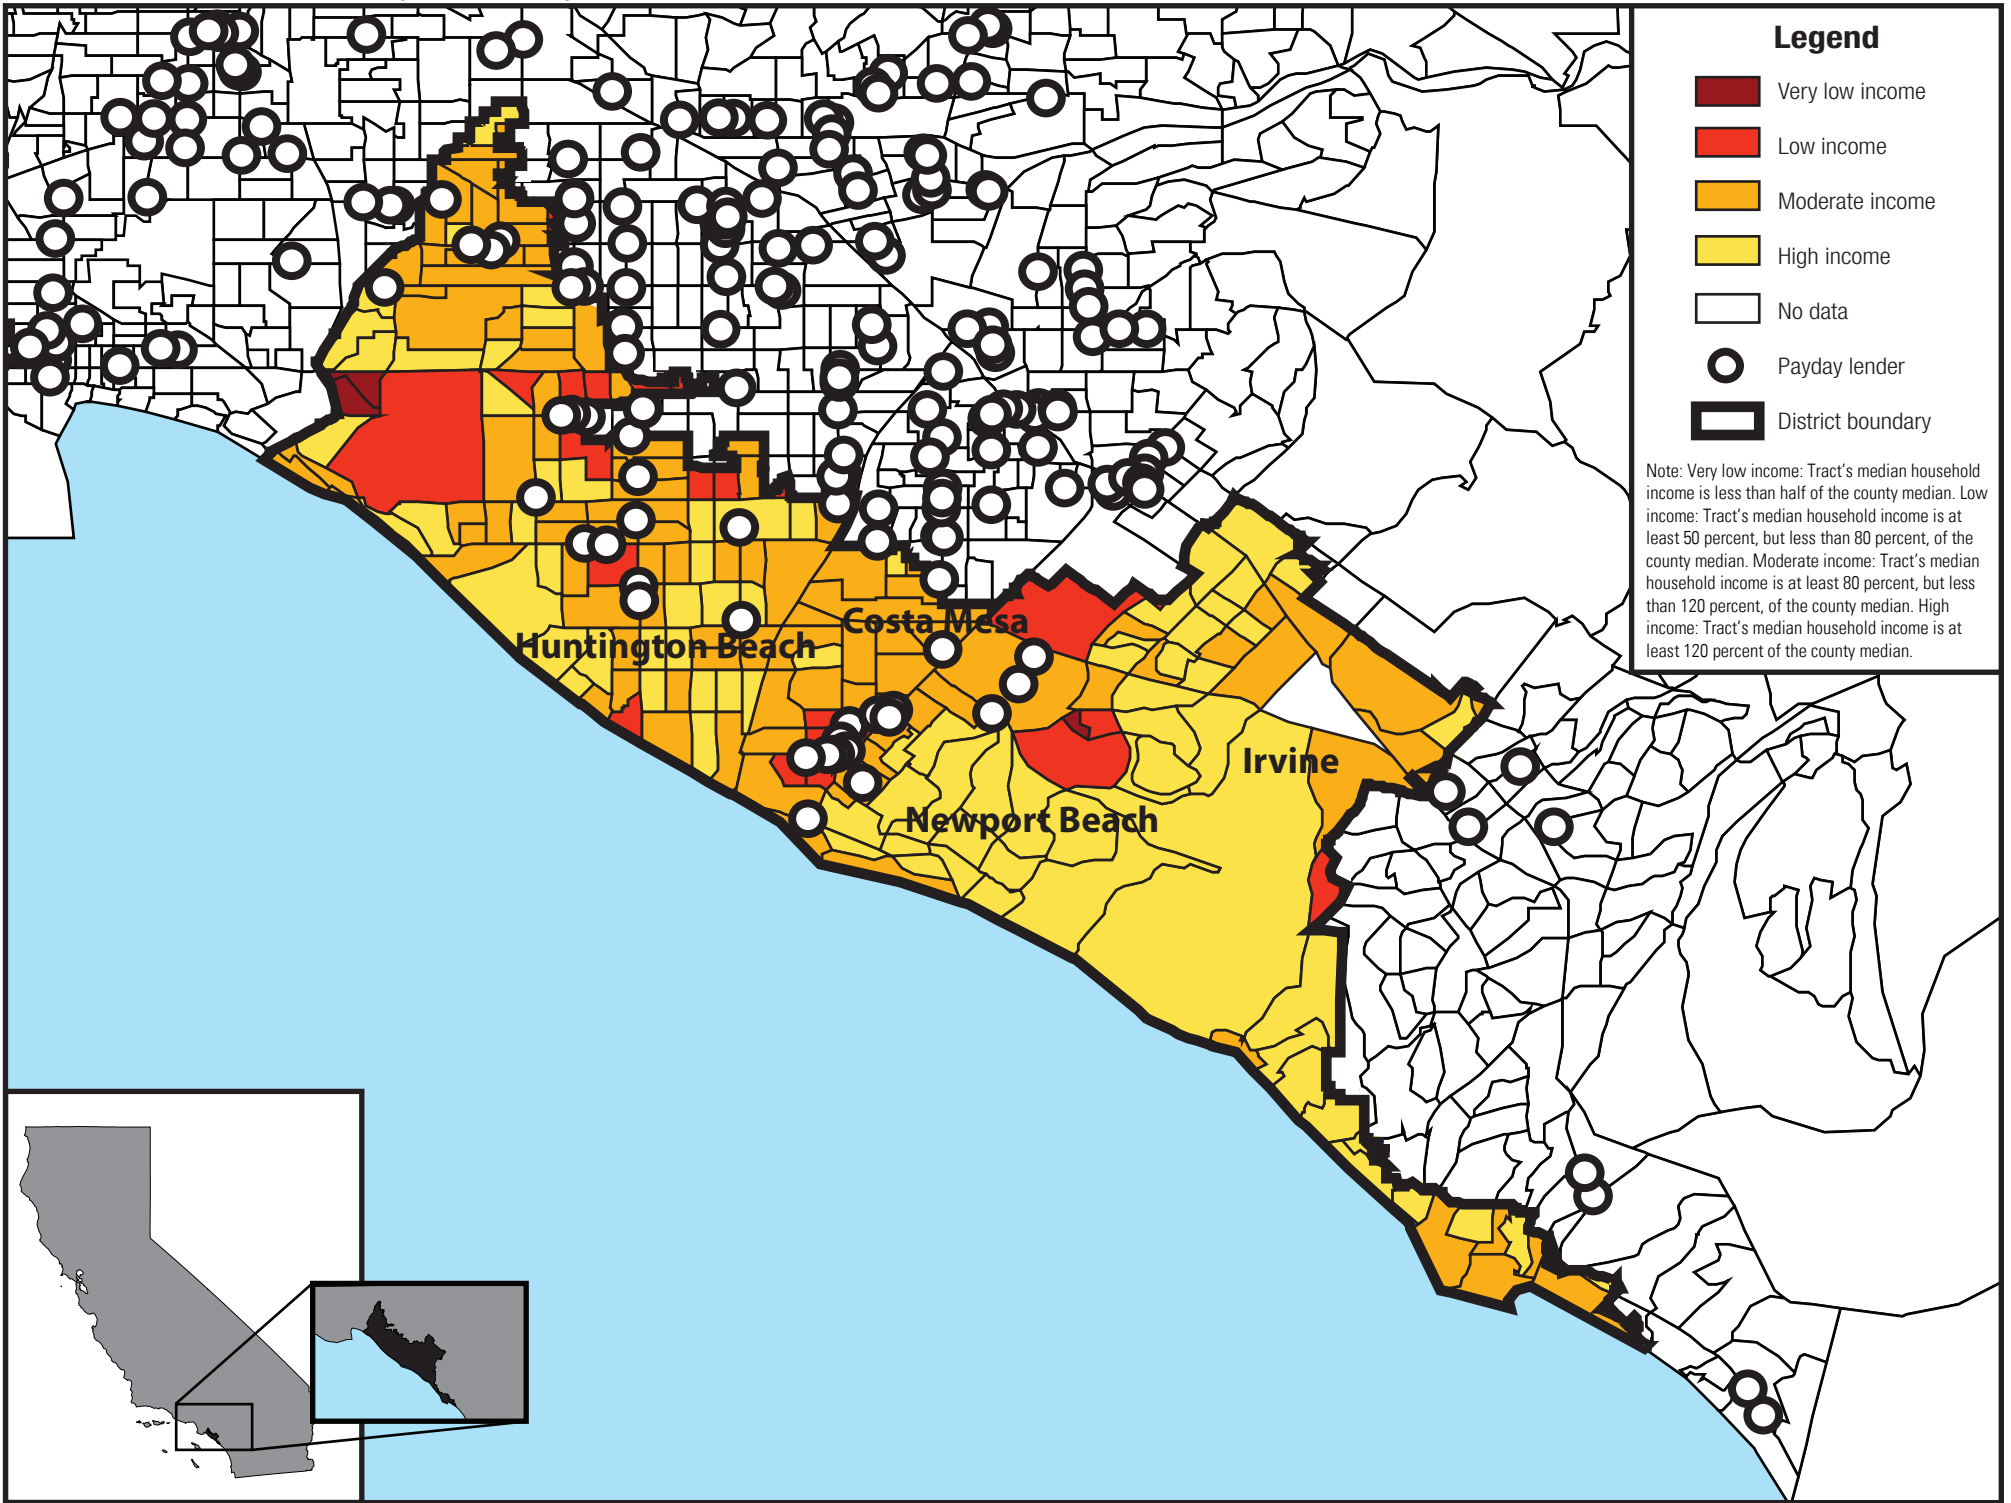 Legend
Very low income
Low income
Moderate income
High income
No data
Payday lender
District boundary
Note: Very low income: Tract's median household
income is less than half of the county median. Low
income: Tract's median household income is at
least 50 percent, but less than 80 percent, of the
county median. Moderate income: Tract's median
household income is at least 80 percent, but less
than 120 percent, of the county median. High
income: Tract's median household income is at
least 120 percent of the county median.
Costa Mesa
Huntington Beach
Irvine
Newport Beach